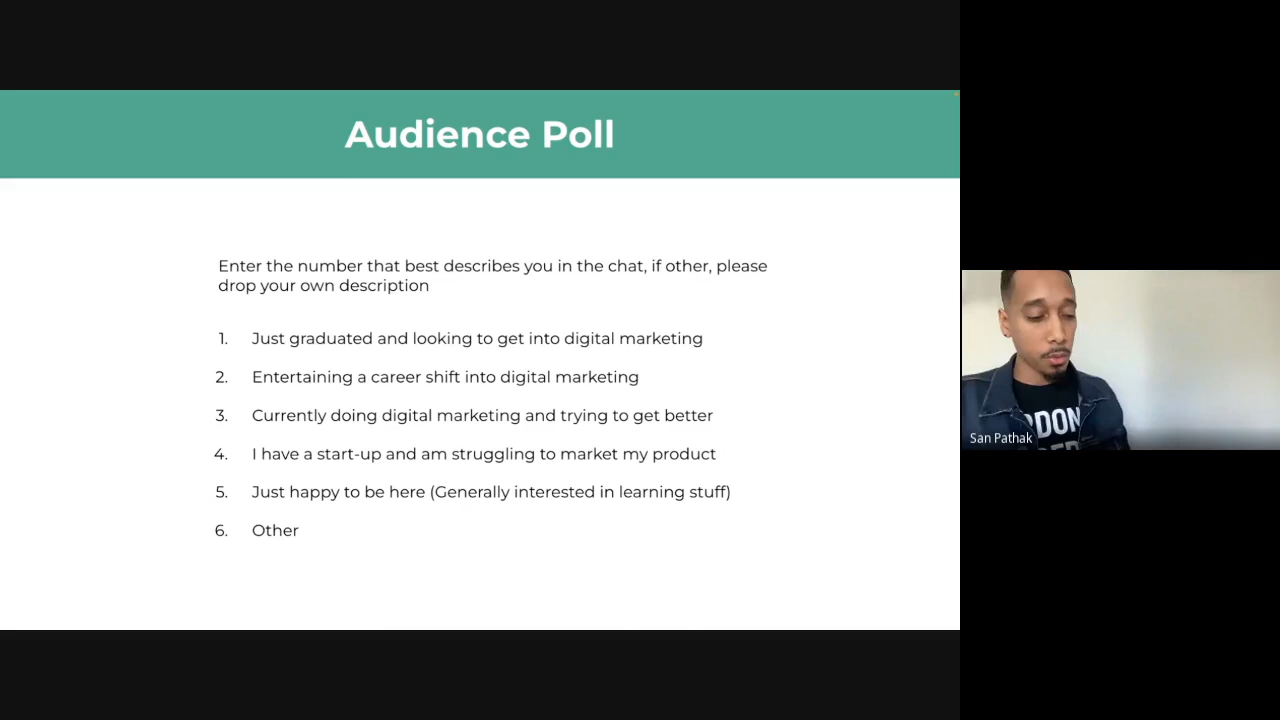 Audience Poll
Enter the number that best describes you in the chat, if other, please
drop your own description
1. Just graduated and looking to get into digital marketing
2. Entertaining a career shift into digital marketing
3. Currently doing digital marketing and trying to get better
4. I have a start-up and am struggling to market my product
5. Just happy to be here (Generally interested in learning stuff)
6. Other
San Pathak